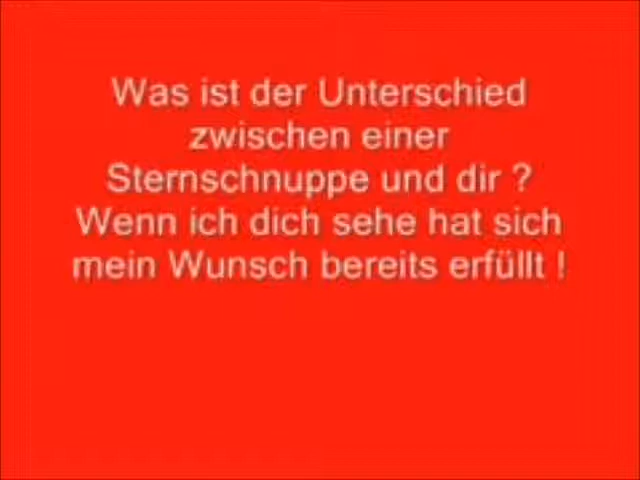 Was ist der Unterschied
zwischen einer
Sternschnuppe und dir ?
Wenn ich dich sehe hat sich
mein Wunsch bereits erfüllt !